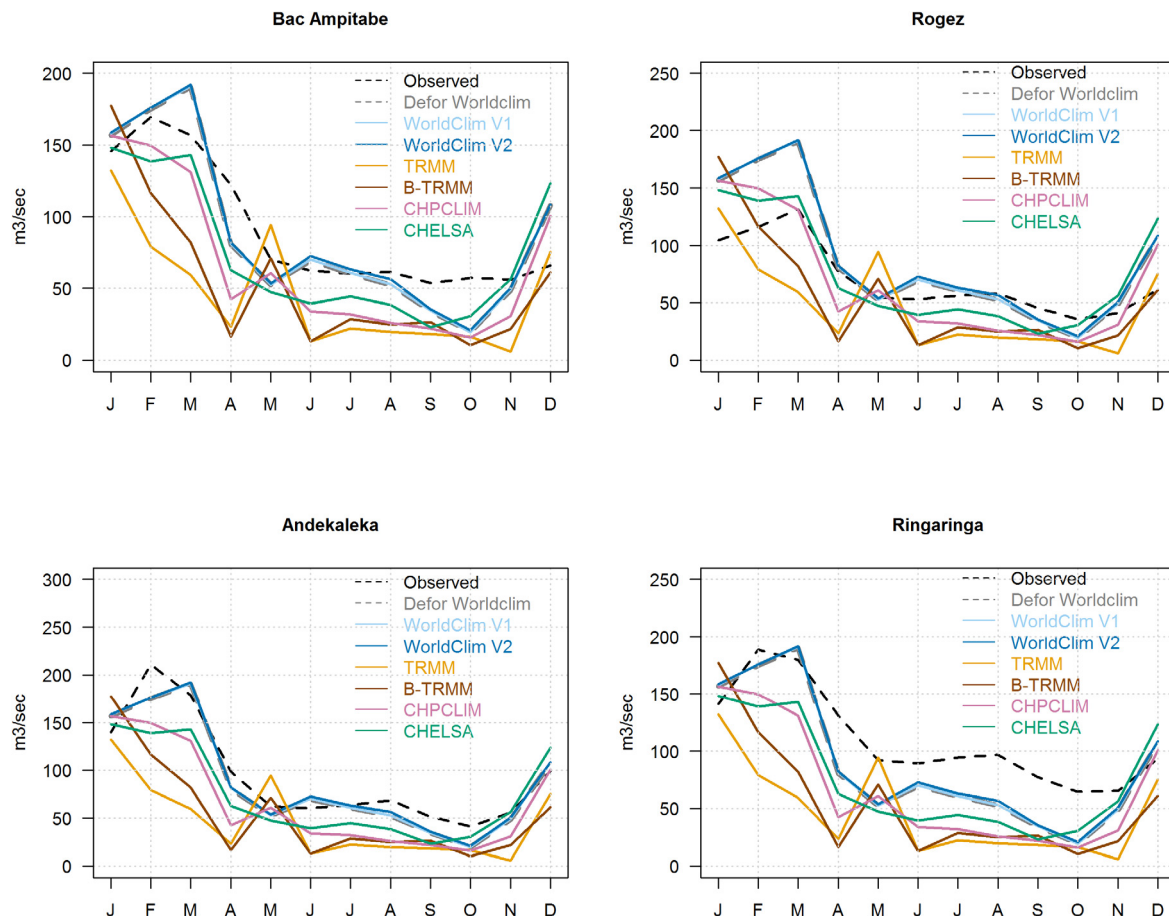 Bac Ampitabe
m3/sec
200
150
100
50
0
Observed
Defor Worldclim
WorldClim V1
WorldClim V2
TRMM
B-TRMM
CHPCLIM
CHELSA
J F M A M J J A S O N D
Rogez
m3/sec
250
200
150
100
50
0
Observed
Defor Worldclim
WorldClim V1
WorldClim V2
TRMM
B-TRMM
CHPCLIM
CHELSA
J F M A M J J A S O N D
Andekaleka
m3/sec
300
250
200
150
100
50
0
Observed
Defor Worldclim
WorldClim V1
WorldClim V2
TRMM
B-TRMM
CHPCLIM
CHELSA
J F M A M J J A S O N D
Ringaringa
m3/sec
250
200
150
100
50
0
Observed
Defor Worldclim
WorldClim V1
WorldClim V2
TRMM
B-TRMM
CHPCLIM
CHELSA
J F M A M J J A S O N D